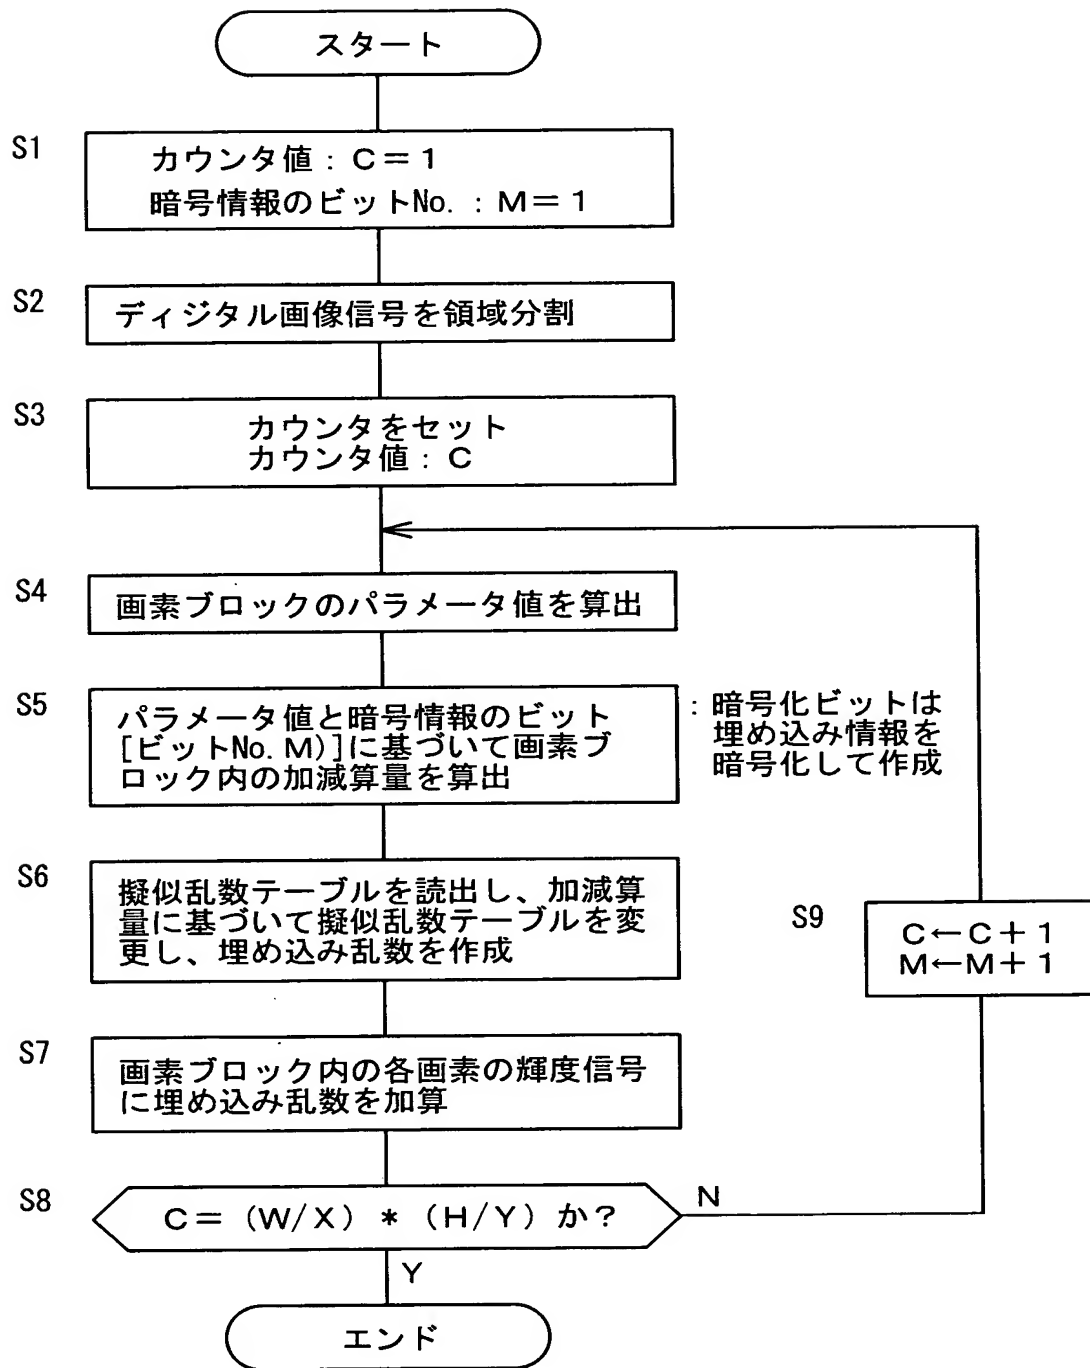 スタート
S1
カウンタ値:C=1
暗号情報のビットNo.:M=1
S2
ディジタル画像信号を領域分割
S3
カウンタをセット
カウンタ値:C
S4
画素ブロックのパラメータ値を算出
S5
パラメータ値と暗号情報のビット
[ビットNo.M)]に基づいて画素ブ
ロック内の加減算量を算出
:暗号化ビットは
埋め込み情報を
暗号化して作成
S6
擬似乱数テーブルを読出し、加減算
量に基づいて擬似乱数テーブルを変
更し、埋め込み乱数を作成
S9
C←C+1
M←M+1
S7
画素ブロック内の各画素の輝度信号
に埋め込み乱数を加算
S8
C=(W/X)*(H/Y)か?
N
Y
エンド